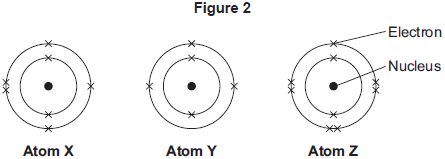 Figure 2
Electron
Nucleus
Atom X
Atom Y
Atom Z